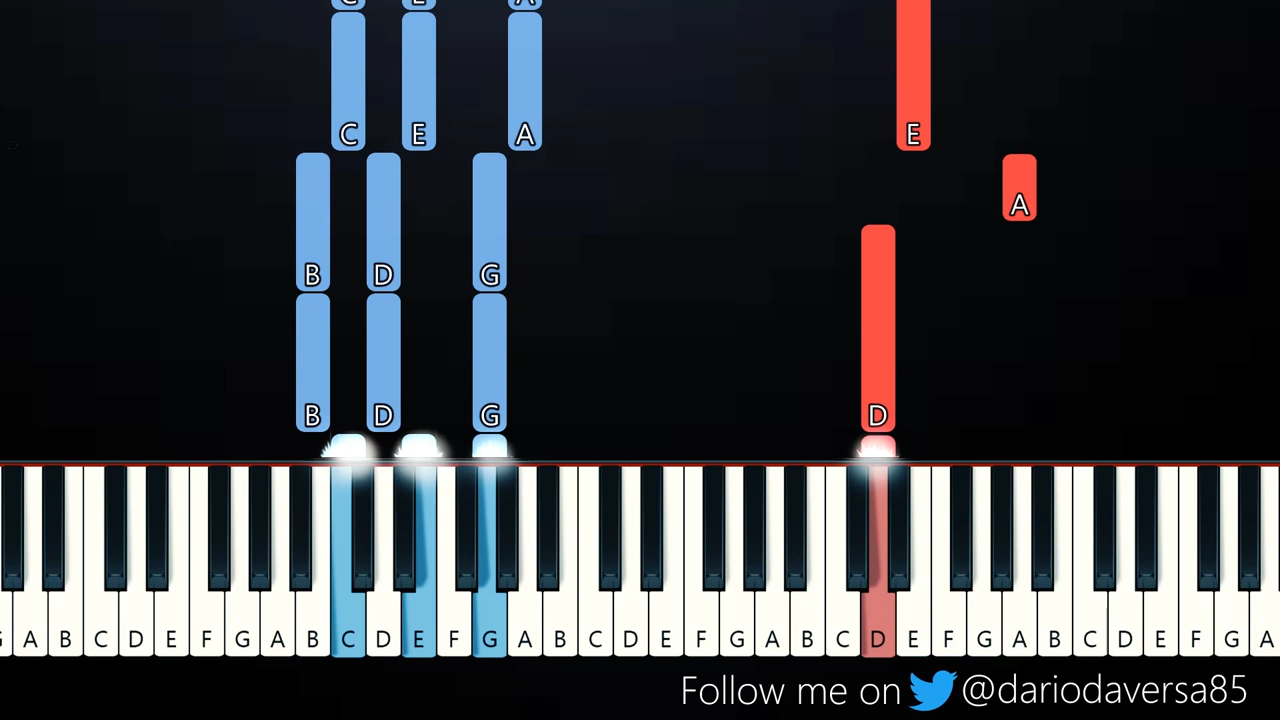 C E A
C E A E
A
B D G
B D G D
G A B C D E F G A B C D E F G A B C D E F G A B C D E F G A B C D E F G A
Follow me on @dariodaversa85